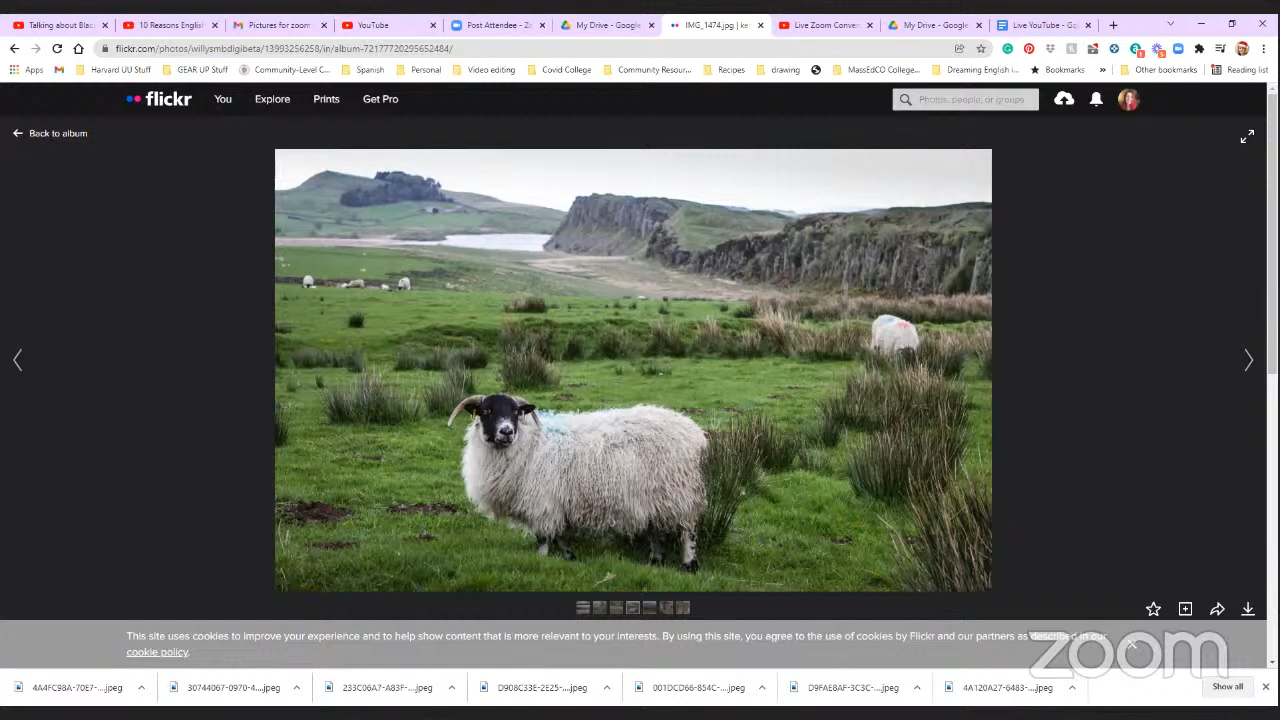 Talking about Blac
10 Reasons English
Pictures for zoom
YouTube
Post Attendee - Zo
My Drive - Google
IMG_1474.jpg | ke
Live Zoom Conver
My Drive - Google
Live YouTube - Go
flickr.com/photos/willysmbdigibeta/13993256258/in/album-72177720295652484/
Apps
Harvard UU Stuff
GEAR UP Stuff
Community-Level C...
Spanish
Personal
Video editing
Covid College
Community Resour...
Recipes
drawing
MassEdCO College...
Dreaming English i...
Bookmarks
»
Other bookmarks
Reading list
flickr
You
Explore
Prints
Get Pro
Photos, people, or groups
Back to album
This site uses cookies to improve your experience and to help show content that is more relevant to your interests. By using this site, you agree to the use of cookies by Flickr and our partners as described in our
cookie policy.
zoom
4A4FC98A-70E7-....jpeg
30744067-0970-4....jpeg
233C06A7-A83F-....jpeg
D908C33E-2E25-....jpeg
001DCD66-854C-....jpeg
D9FAE8AF-3C3C-....jpeg
4A120A27-6483-....jpeg
Show all